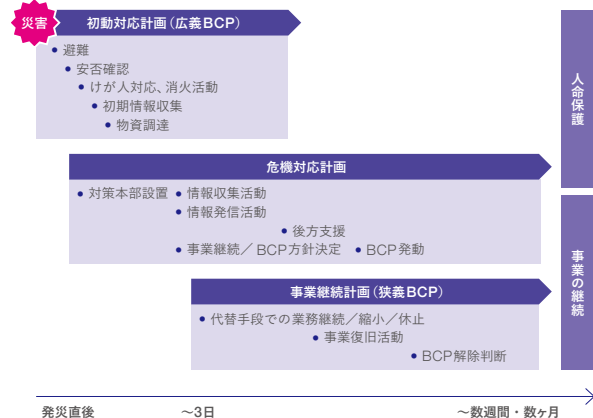 災害
初動対応計画（広義BCP）
• 避難
• 安否確認
• けが人対応、消火活動
• 初期情報収集
• 物資調達
人命保護
危機対応計画
• 対策本部設置 • 情報収集活動
• 情報発信活動
• 後方支援
• 事業継続／BCP方針決定 • BCP発動
事業の継続
事業継続計画（狭義BCP）
• 代替手段での業務継続／縮小／休止
• 事業復旧活動
• BCP解除判断
発災直後 ～3日 ～数週間・数ヶ月